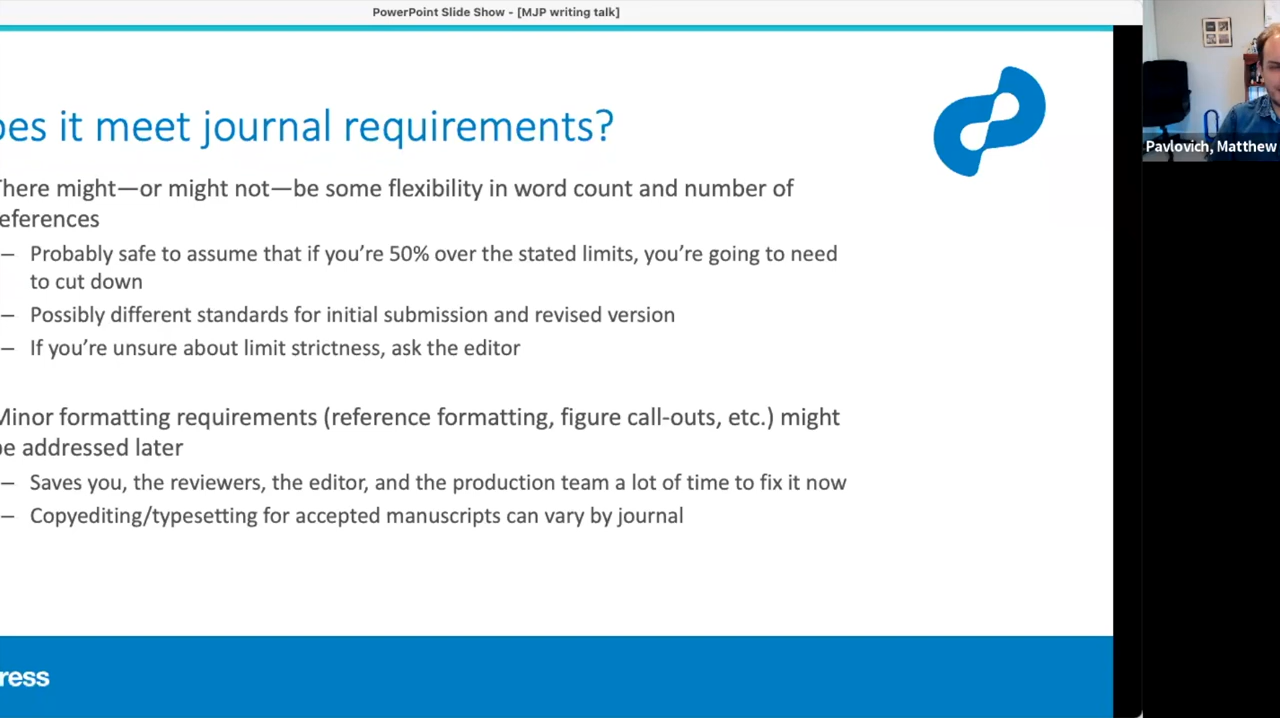 PowerPoint Slide Show - [MJP writing talk]
oes it meet journal requirements?
There might—or might not—be some flexibility in word count and number of
eferences
– Probably safe to assume that if you're 50% over the stated limits, you're going to need
to cut down
– Possibly different standards for initial submission and revised version
– If you're unsure about limit strictness, ask the editor
Minor formatting requirements (reference formatting, figure call-outs, etc.) might
be addressed later
– Saves you, the reviewers, the editor, and the production team a lot of time to fix it now
– Copyediting/typesetting for accepted manuscripts can vary by journal
ress
Pavlovich, Matthew